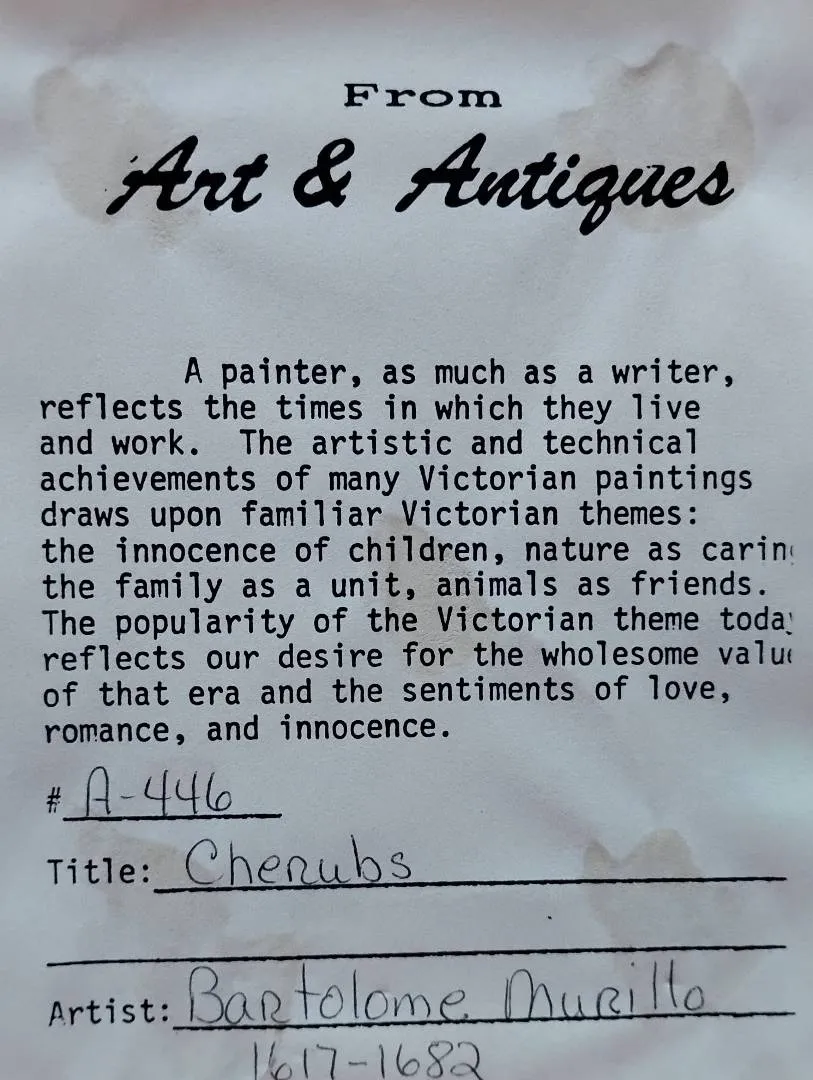 From
Art & Antiques
A painter, as much as a writer,
reflects the times in which they live
and work. The artistic and technical
achievements of many Victorian paintings
draws upon familiar Victorian themes:
the innocence of children, nature as carin
the family as a unit, animals as friends.
The popularity of the Victorian theme today
reflects our desire for the wholesome value
of that era and the sentiments of love,
romance, and innocence.
# A-446
Title: Cherubs
Artist: Bartolome Murillo
1617-1682